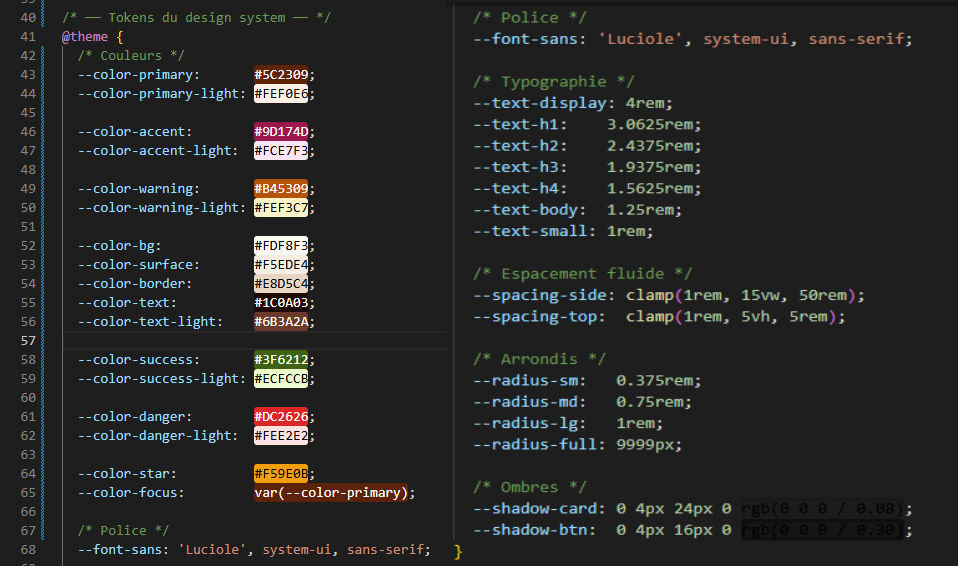 40 /* —— Tokens du design system —— */
41 @theme {
42 /* Couleurs */
43 --color-primary: #5C2309;
44 --color-primary-light: #FEF0E6;
45
46 --color-accent: #9D174D;
47 --color-accent-light: #FCE7F3;
48
49 --color-warning: #B45309;
50 --color-warning-light: #FEF3C7;
51
52 --color-bg: #FDF8F3;
53 --color-surface: #F5EDE4;
54 --color-border: #E8D5C4;
55 --color-text: #1C0A03;
56 --color-text-light: #6B3A2A;
57
58 --color-success: #3F6212;
59 --color-success-light: #ECFCCB;
60
61 --color-danger: #DC2626;
62 --color-danger-light: #FEE2E2;
63
64 --color-star: #F59E0B;
65 --color-focus: var(--color-primary);
66
67 /* Police */
68 --font-sans: 'Luciole', system-ui, sans-serif;
/* Police */
--font-sans: 'Luciole', system-ui, sans-serif;
/* Typographie */
--text-display: 4rem;
--text-h1: 3.0625rem;
--text-h2: 2.4375rem;
--text-h3: 1.9375rem;
--text-h4: 1.5625rem;
--text-body: 1.25rem;
--text-small: 1rem;
/* Espacement fluide */
--spacing-side: clamp(1rem, 15vw, 50rem);
--spacing-top: clamp(1rem, 5vh, 5rem);
/* Arrondis */
--radius-sm: 0.375rem;
--radius-md: 0.75rem;
--radius-lg: 1rem;
--radius-full: 9999px;
/* Ombres */
--shadow-card: 0 4px 24px 0 rgb(0 0 0 / 0.08);
--shadow-btn: 0 4px 16px 0 rgb(0 0 0 / 0.30);
}